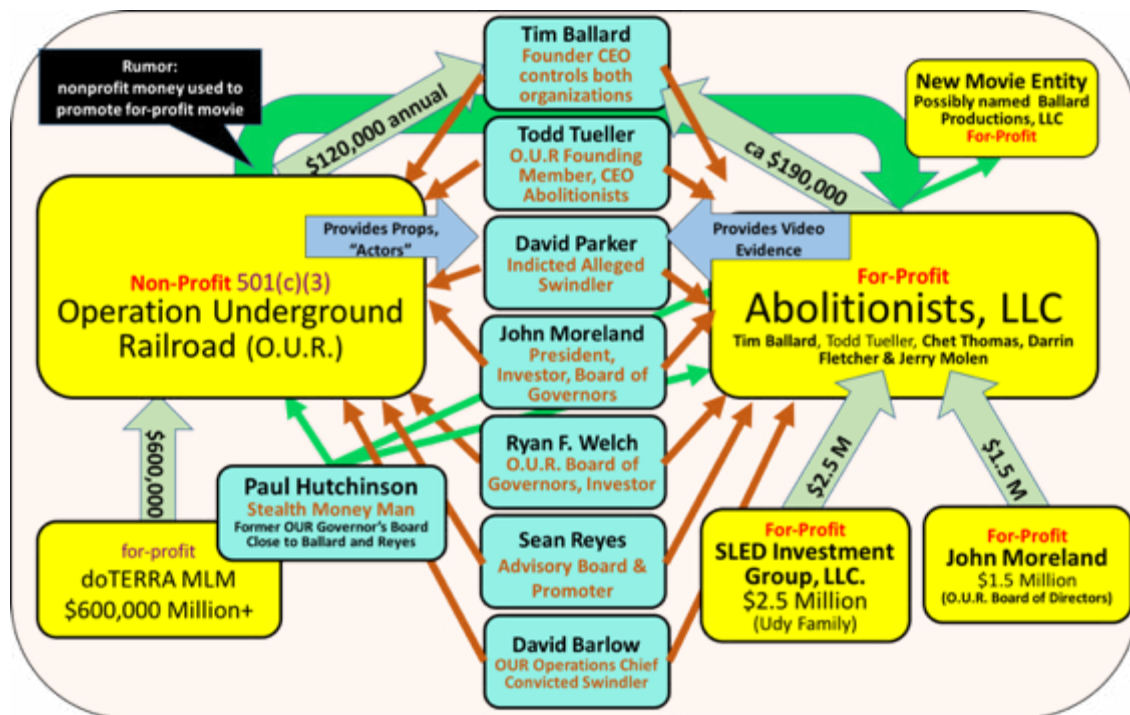 Rumor:
nonprofit money used to
promote for-profit movie
$120,000 annual
Tim Ballard
Founder CEO
controls both
organizations
ca $190,000
New Movie Entity
Possibly named Ballard
Productions, LLC
For-Profit
Todd Tueller
O.U.R Founding
Member, CEO
Abolitionists
Provides Props,
"Actors"
Provides Video
Evidence
David Parker
Indicted Alleged
Swindler
Non-Profit 501(c)(3)
Operation Underground
Railroad (O.U.R.)
For-Profit
Abolitionists, LLC
Tim Ballard, Todd Tueller, Chet Thomas, Darrin
Fletcher & Jerry Molen
John Moreland
President,
Investor, Board of
Governors
Ryan F. Welch
O.U.R. Board of
Governors, Investor
$600,000
Paul Hutchinson
Stealth Money Man
Former OUR Governor's Board
Close to Ballard and Reyes
$2.5 M
$1.5 M
for-profit
doTERRA MLM
$600,000 Million+
Sean Reyes
Advisory Board &
Promoter
For-Profit
SLED Investment
Group, LLC.
$2.5 Million
(Udy Family)
For-Profit
John Moreland
$1.5 Million
(O.U.R. Board of Directors)
David Barlow
OUR Operations Chief
Convicted Swindler